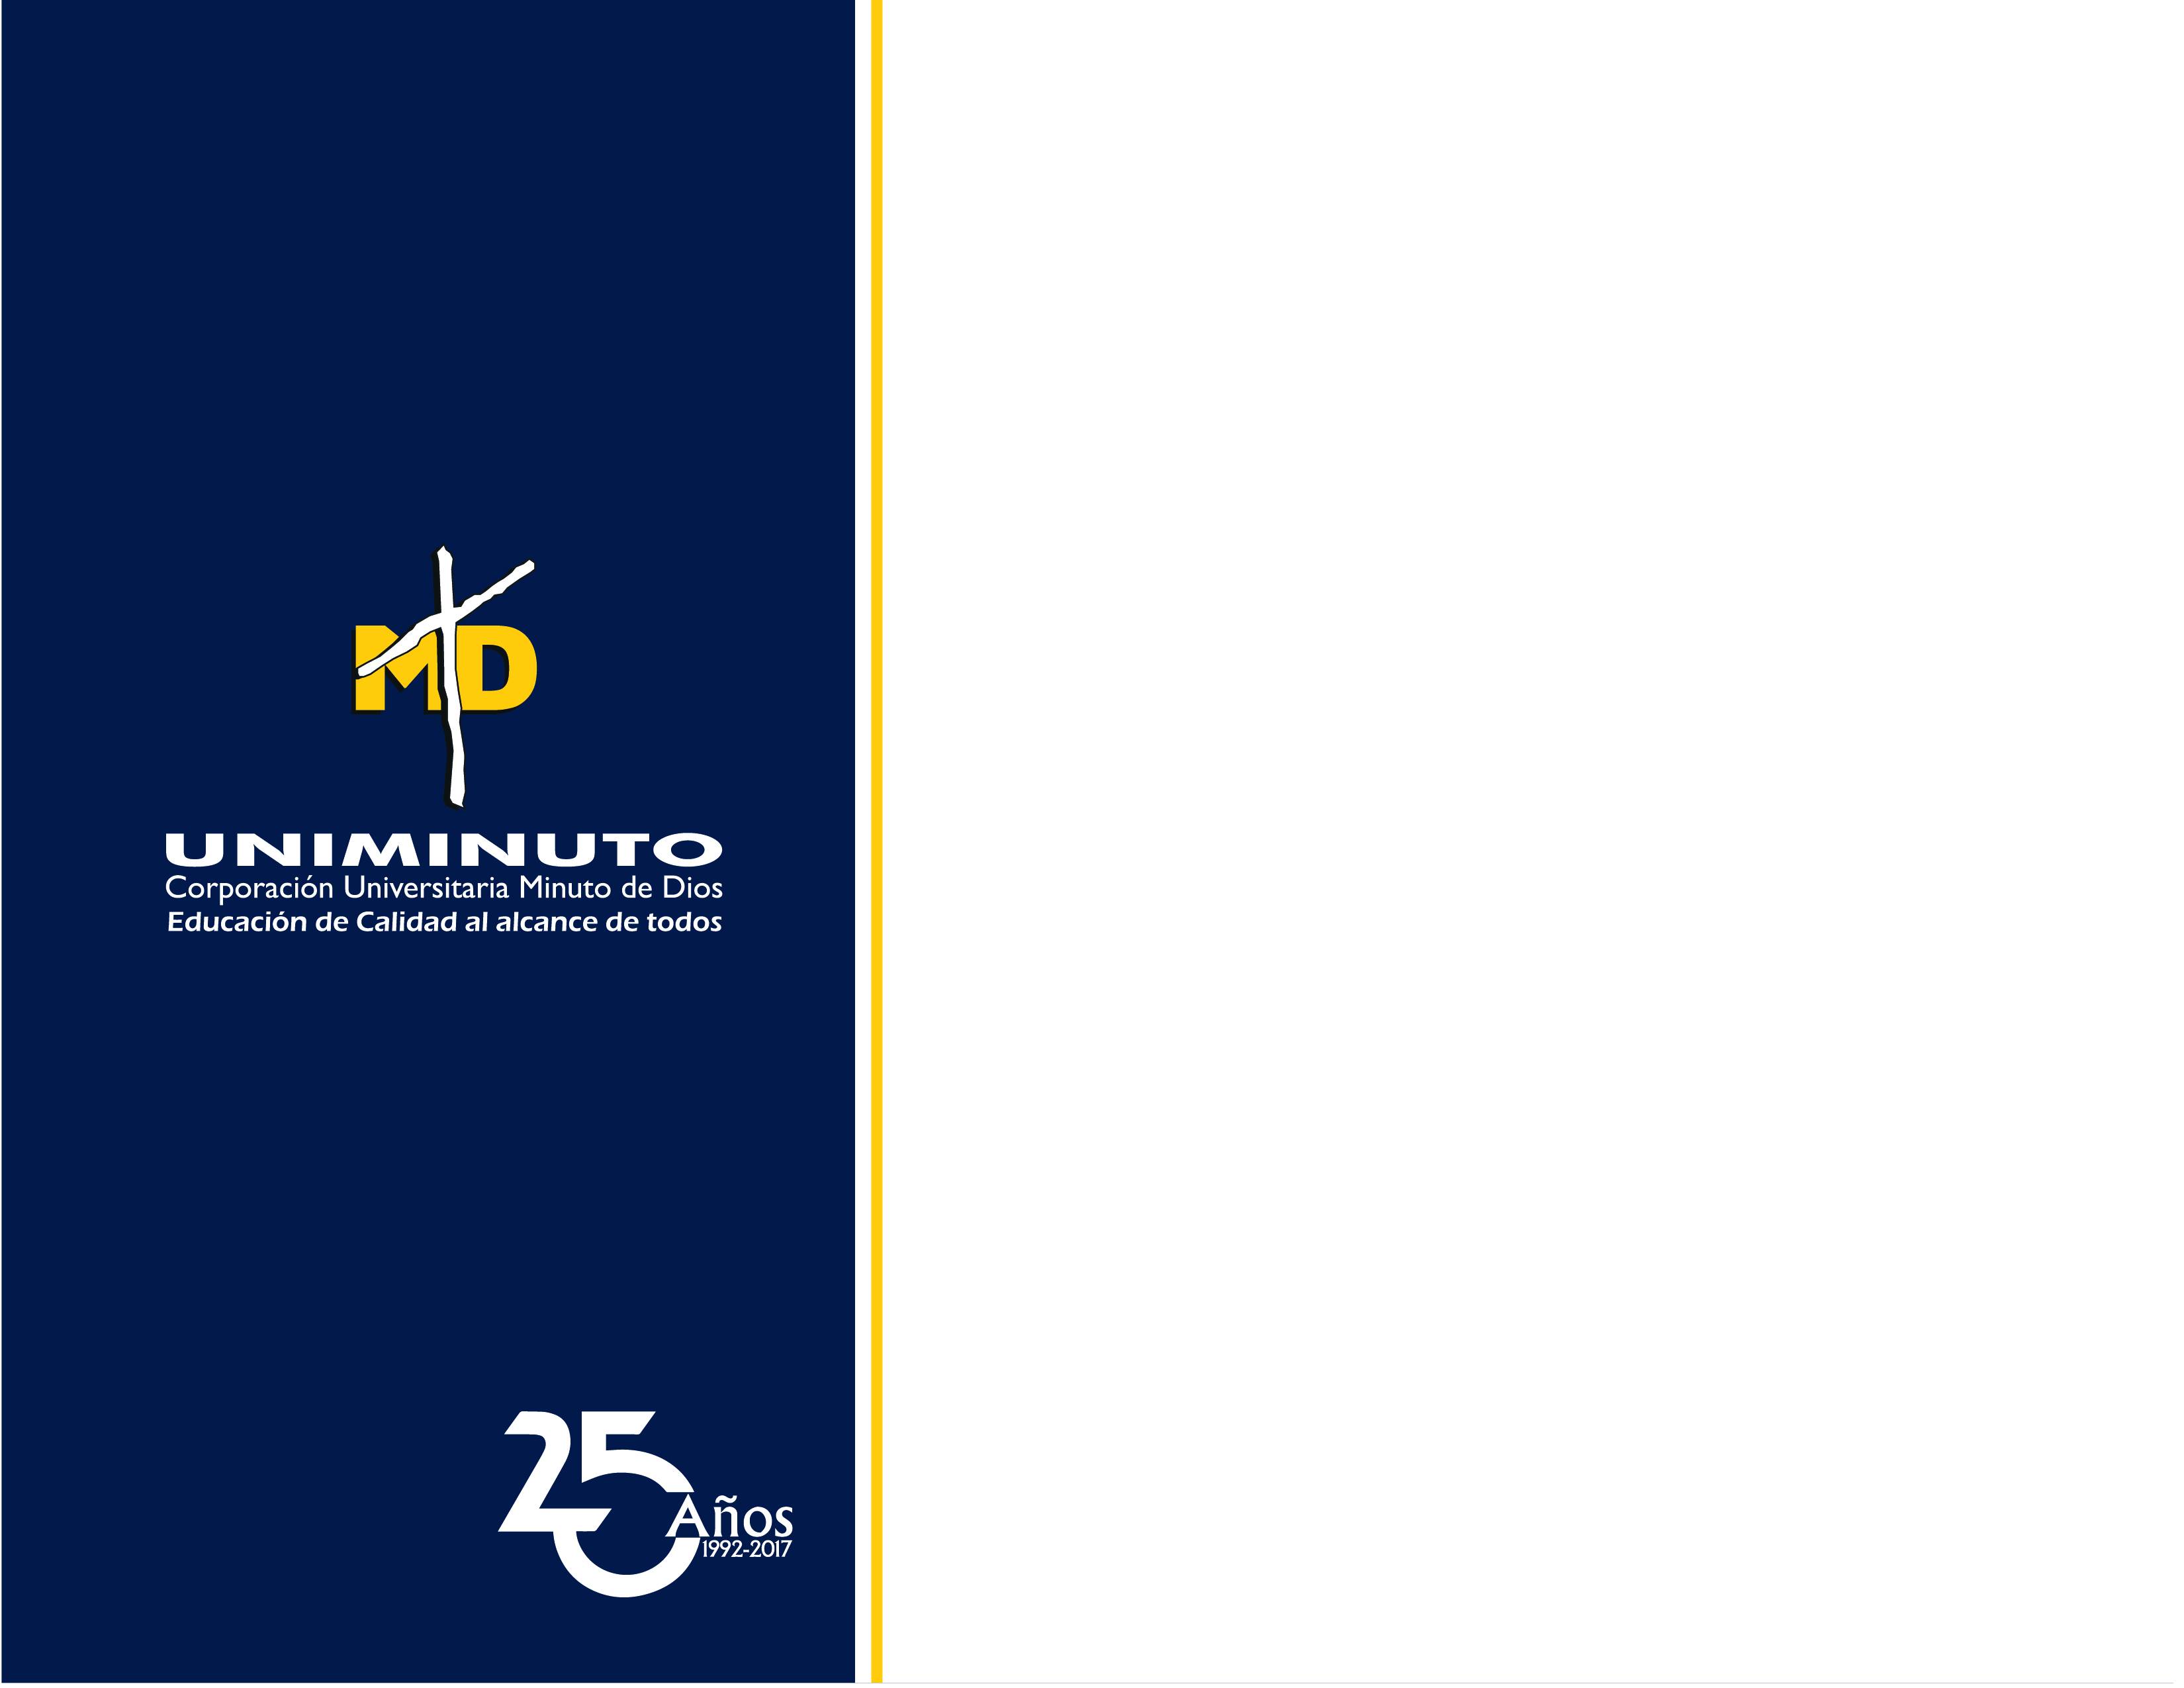 MD
UNIMINUTO
Corporación Universitaria Minuto de Dios
Educación de Calidad al alcance de todos
25
Años
1992-2017